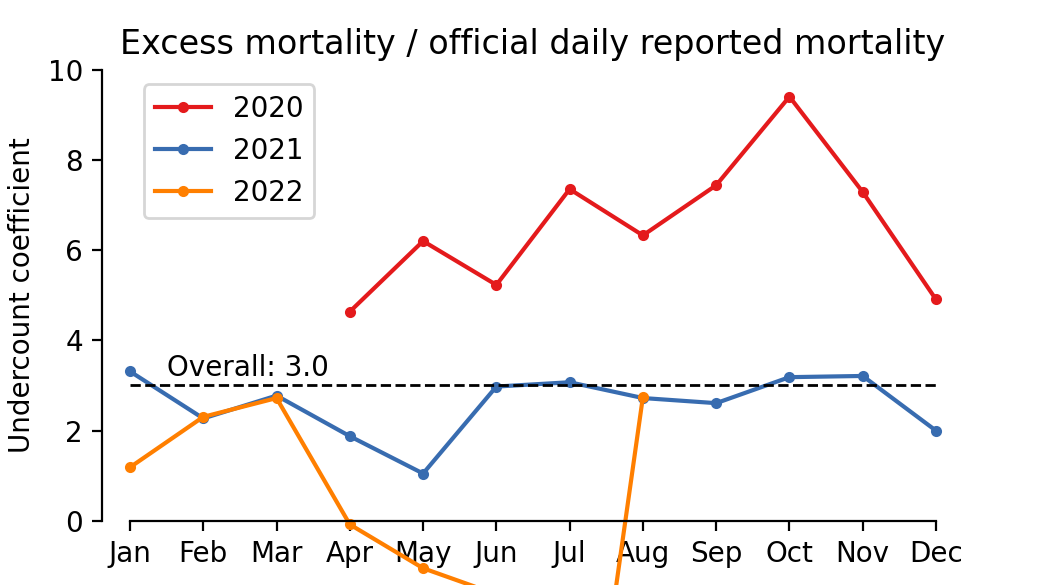 Excess mortality / official daily reported mortality
Undercount coefficient
10
8
6
4
2
0
2020
2021
2022
Overall: 3.0
Jan Feb Mar Apr May Jun Jul Aug Sep Oct Nov Dec